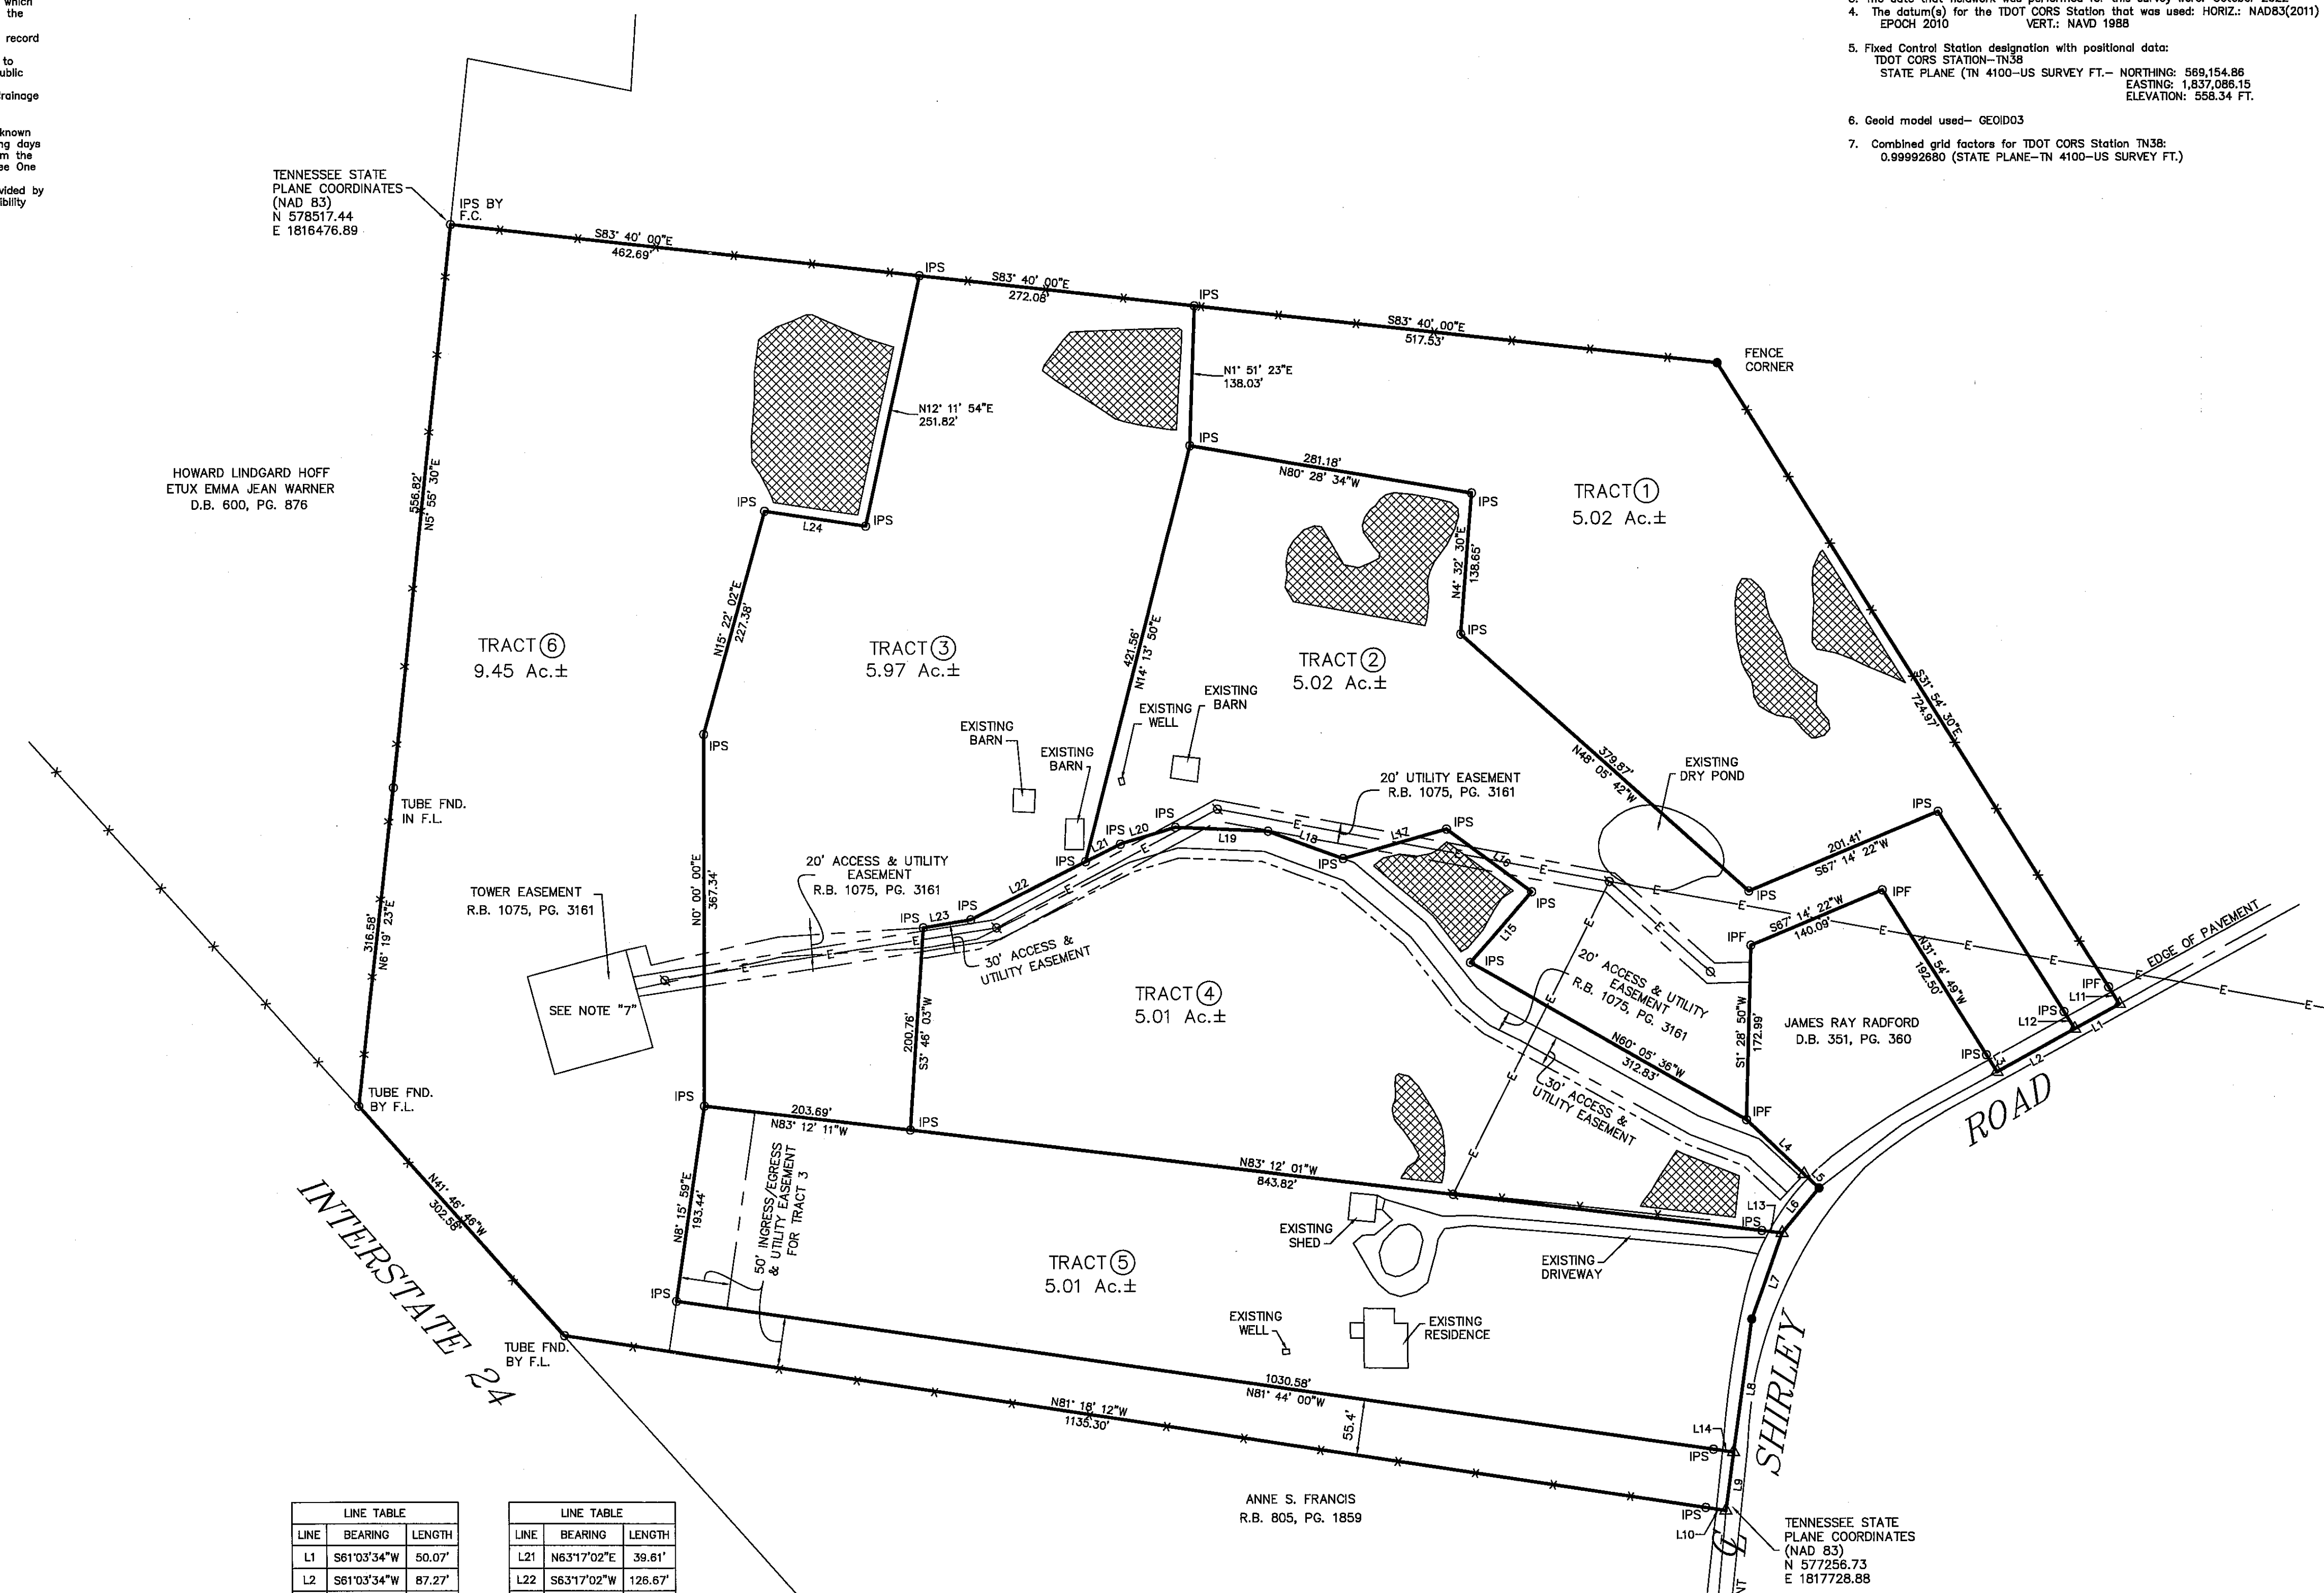 which
the
record
to
ublic
drainage
known
ng days
m the
ee One
vided by
ibility
4. The datum(s) for the TDOT CORS Station that was used: HORIZ.: NAD83(2011)
EPOCH 2010 VERT.: NAVD 1988
5. Fixed Control Station designation with positional data:
TDOT CORS STATION-TN38
STATE PLANE (TN 4100-US SURVEY FT.- NORTHING: 569,154.86
EASTING: 1,837,086.15
ELEVATION: 558.34 FT.
6. Geoid model used- GEOID03
7. Combined grid factors for TDOT CORS Station TN38:
0.99992680 (STATE PLANE-TN 4100-US SURVEY FT.)
TENNESSEE STATE
PLANE COORDINATES
(NAD 83)
N 578517.44
E 1816476.89
IPS BY
F.C.
S83° 40' 00"E
462.69'
IPS
S83° 40' 00"E
272.08'
IPS
S83° 40' 00"E
517.53'
FENCE
CORNER
N1° 51' 23"E
138.03'
N12° 11' 54"E
251.82'
IPS
281.18'
N80° 28' 34"W
IPS
TRACT 1
5.02 Ac.±
HOWARD LINDGARD HOFF
ETUX EMMA JEAN WARNER
D.B. 600, PG. 876
556.82'
N5° 55' 30"E
IPS
L24
IPS
N4° 32' 30"E
138.65'
N15° 22' 02"E
227.38'
TRACT 6
9.45 Ac.±
TRACT 3
5.97 Ac.±
421.56'
N14° 13' 50"E
TRACT 2
5.02 Ac.±
IPS
S31° 54' 30"E
724.97'
EXISTING
BARN
EXISTING
WELL
EXISTING
BARN
EXISTING
BARN
IPS
379.87'
N48° 05' 42"W
EXISTING
DRY POND
20' UTILITY EASEMENT
R.B. 1075, PG. 3161
TUBE FND.
IN F.L.
IPS
201.41'
S67° 14' 22"W
IPS
IPS
L21
IPS
L20
IPS
L19
L18
IPS
L17
IPS
L16
IPS
L15
IPS
L22
IPS
L23
IPS
20' ACCESS & UTILITY
EASEMENT
R.B. 1075, PG. 3161
TOWER EASEMENT
R.B. 1075, PG. 3161
SEE NOTE "7"
N0° 00' 00"E
367.34'
316.58'
N6° 19' 23"E
30' ACCESS &
UTILITY EASEMENT
TRACT 4
5.01 Ac.±
200.76'
S3° 46' 03"W
20' ACCESS & UTILITY
EASEMENT
R.B. 1075, PG. 3161
IPF
S67° 14' 22"W
140.09'
IPF
N31° 54' 49"W
192.50'
S1° 28' 50"W
172.99'
JAMES RAY RADFORD
D.B. 351, PG. 360
EDGE OF PAVEMENT
IPF
L11
IPS
L12
L1
L2
IPS
L3
ROAD
N60° 05' 36"W
312.83'
30' ACCESS &
UTILITY EASEMENT
IPF
L4
L5
L6
TUBE FND.
BY F.L.
IPS
203.69'
N83° 12' 11"W
IPS
N83° 12' 01"W
843.82'
L13
IPS
N8° 15' 59"E
193.44'
50' INGRESS/EGRESS
& UTILITY EASEMENT
FOR TRACT 3
N41° 46' 46"W
302.58'
INTERSTATE 24
EXISTING
SHED
EXISTING
DRIVEWAY
TRACT 5
5.01 Ac.±
L7
IPS
EXISTING
WELL
EXISTING
RESIDENCE
TUBE FND.
BY F.L.
1030.58'
N81° 44' 00"W
N81° 18' 12"W
1135.30'
55.4'
L8
L14
IPS
L9
SHIRLEY
IPS
L10
ANNE S. FRANCIS
R.B. 805, PG. 1859
TENNESSEE STATE
PLANE COORDINATES
(NAD 83)
N 577256.73
E 1817728.88
LINE TABLE
LINE BEARING LENGTH
L1 S61°03'34"W 50.07'
L2 S61°03'34"W 87.27'
LINE TABLE
LINE BEARING LENGTH
L21 N63°17'02"E 39.61'
L22 S63°17'02"W 126.67'